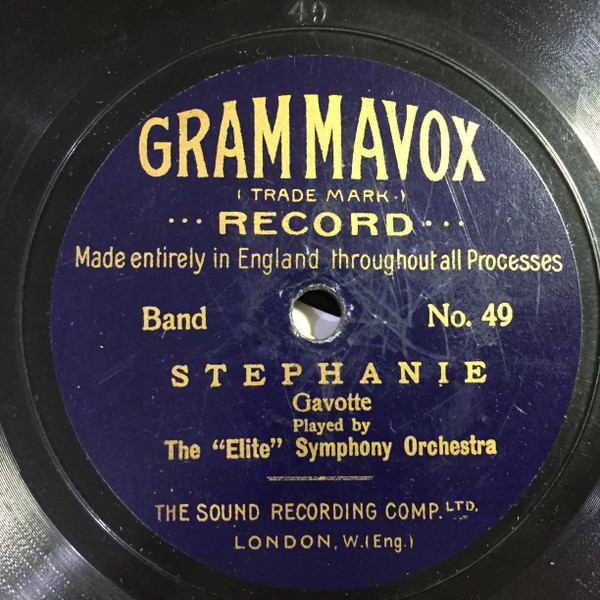 49
GRAMMAVOX
(TRADE MARK.)
··· RECORD ···
Made entirely in England throughout all Processes
Band No. 49
STEPHANIE
Gavotte
Played by
The “Elite” Symphony Orchestra
THE SOUND RECORDING COMP. LTD.
LONDON, W. (Eng.)